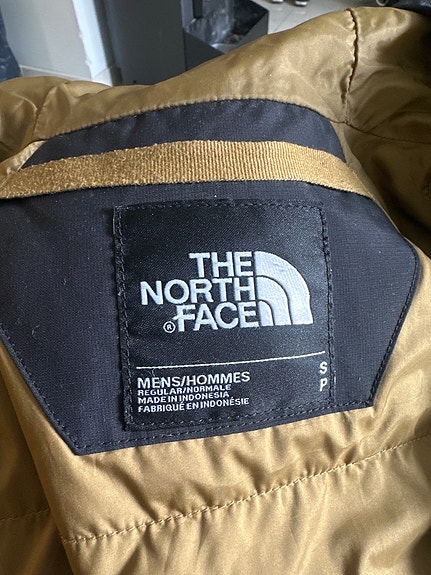 THE
NORTH
® FACE
MENS/HOMMES
REGULAR/NORMALE
MADE IN INDONESIA
FABRIQUÉ EN INDONÉSIE
S
P